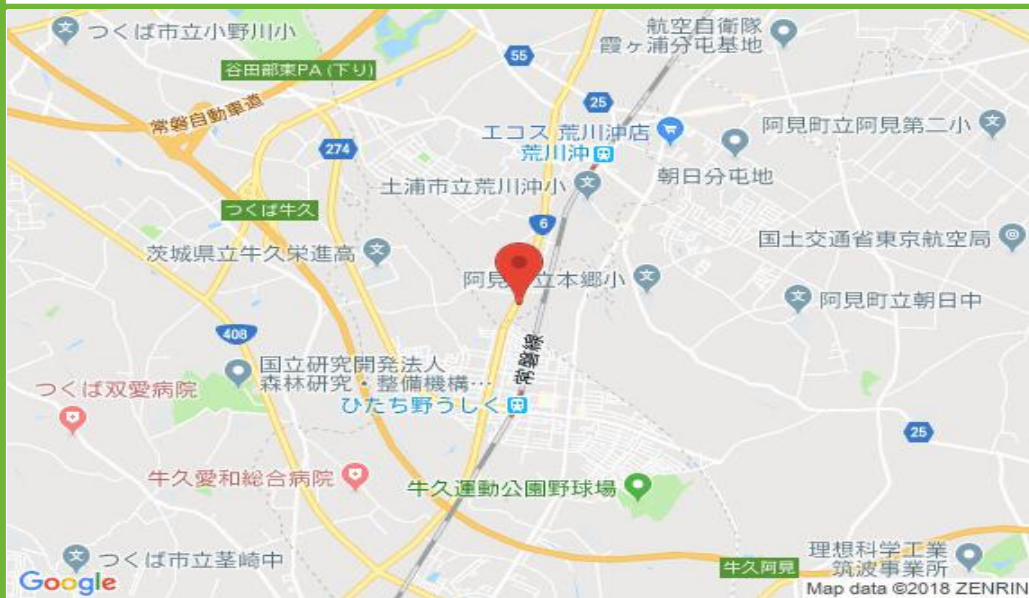 つくば市立小野川小
航空自衛隊
霞ヶ浦分屯基地
55
谷田部東PA (下り)
常磐自動車道
25
エコス 荒川沖店
荒川沖
阿見町立阿見第二小
274
朝日分屯地
土浦市立荒川沖小
つくば牛久
6
国土交通省東京航空局
茨城県立牛久栄進高
阿見
立本郷小
阿見町立朝日中
408
常磐線
国立研究開発法人
森林研究・整備機構…
つくば双愛病院
ひたち野うしく
25
牛久愛和総合病院
牛久運動公園野球場
つくば市立茎崎中
理想科学工業
筑波事業所
牛久阿見
Google
Map data ©2018 ZENRIN